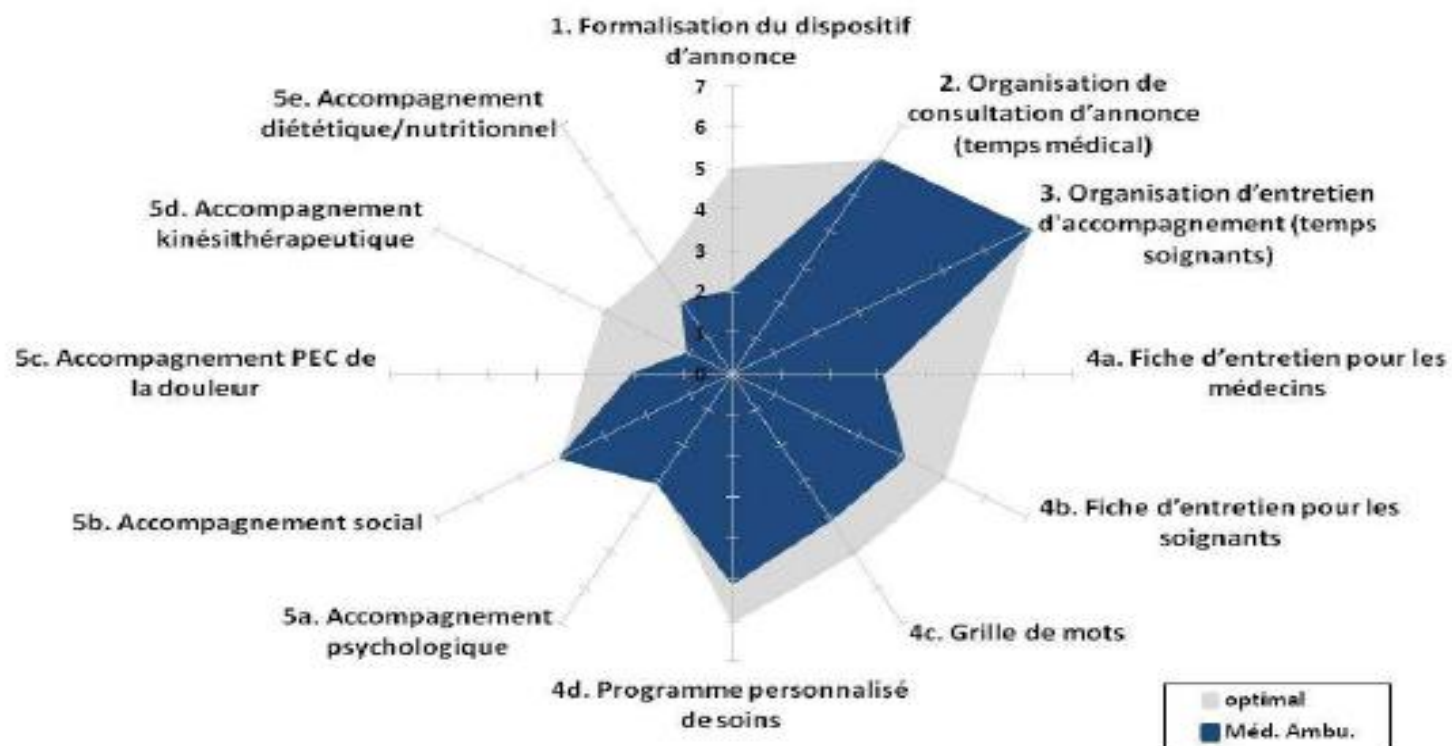 1. Formalisation du dispositif
d'annonce
2. Organisation de
consultation d'annonce
(temps médical)
3. Organisation d'entretien
d'accompagnement (temps
soignants)
4a. Fiche d'entretien pour les
médecins
4b. Fiche d'entretien pour les
soignants
4c. Grille de mots
4d. Programme personnalisé
de soins
5a. Accompagnement
psychologique
5b. Accompagnement social
5c. Accompagnement PEC de
la douleur
5d. Accompagnement
kinésithérapeutique
5e. Accompagnement
diététique/nutritionnel
7
6
5
4
3
2
1
0
optimal
Méd. Ambu.